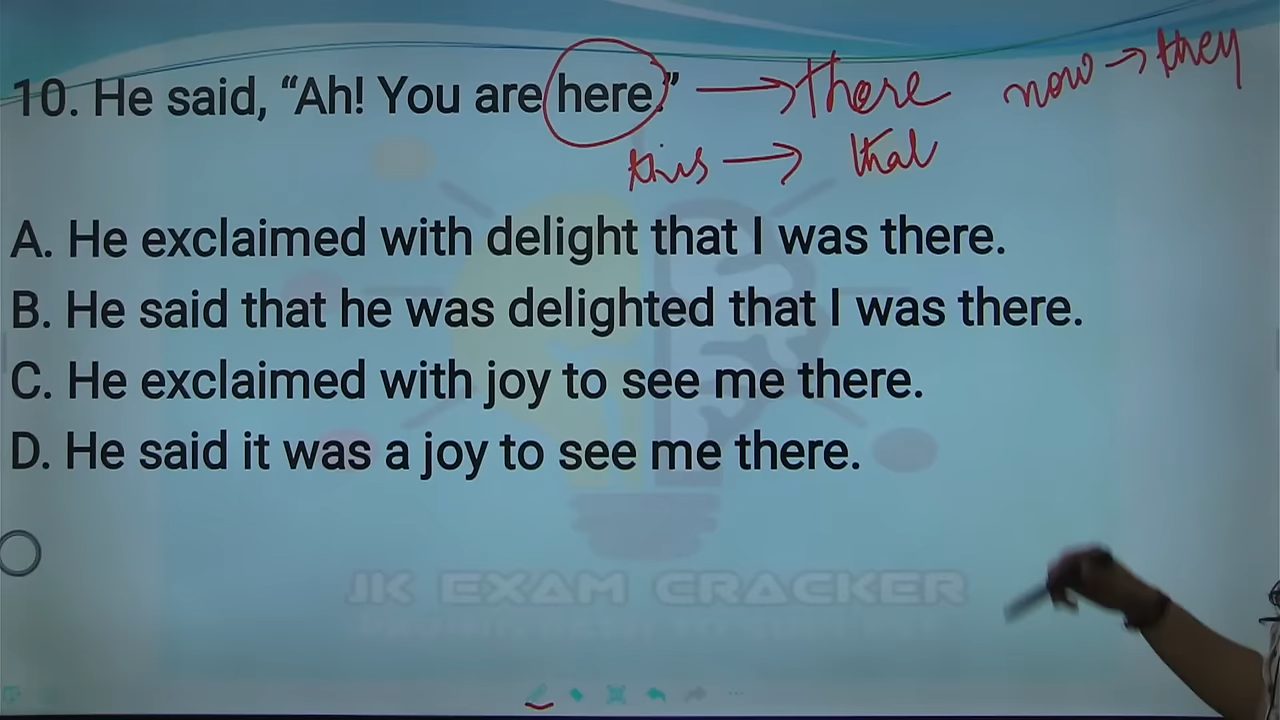 10. He said, “Ah! You are here.” → there now → they
this → that
A. He exclaimed with delight that I was there.
B. He said that he was delighted that I was there.
C. He exclaimed with joy to see me there.
D. He said it was a joy to see me there.
JK EXAM CRACKER